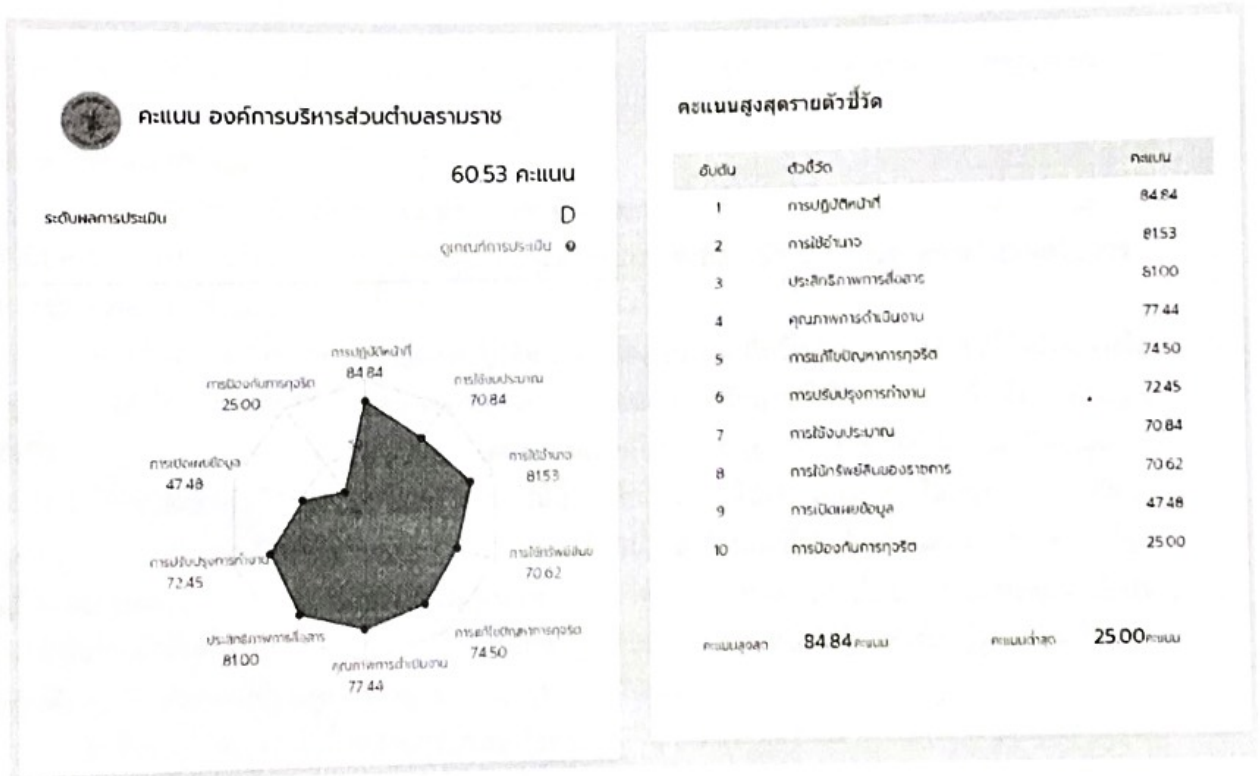 คะแนน องค์การบริหารส่วนตำบลรามราช
60.53 คะแนน
ระดับผลการประเมิน D
ดูเกณฑ์การประเมิน
การปฏิบัติหน้าที่
84.84
การป้องกันการทุจริต
25.00
การใช้งบประมาณ
70.84
การเปิดเผยข้อมูล
47.48
การใช้อำนาจ
81.53
การปรับปรุงการทำงาน
72.45
การใช้ทรัพย์สินข
70.62
ประสิทธิภาพการสื่อสาร
81.00
การแก้ไขปัญหาการทุจริต
74.50
คุณภาพการดำเนินงาน
77.44
คะแนนสูงสุดรายตัวชี้วัด
อันดับ ตัวชี้วัด คะแนน
1 การปฏิบัติหน้าที่ 84.84
2 การใช้อำนาจ 81.53
3 ประสิทธิภาพการสื่อสาร 81.00
4 คุณภาพการดำเนินงาน 77.44
5 การแก้ไขปัญหาการทุจริต 74.50
6 การปรับปรุงการทำงาน 72.45
7 การใช้งบประมาณ 70.84
8 การใช้ทรัพย์สินของราชการ 70.62
9 การเปิดเผยข้อมูล 47.48
10 การป้องกันการทุจริต 25.00
คะแนนสูงสุด 84.84 คะแนน คะแนนต่ำสุด 25.00 คะแนน